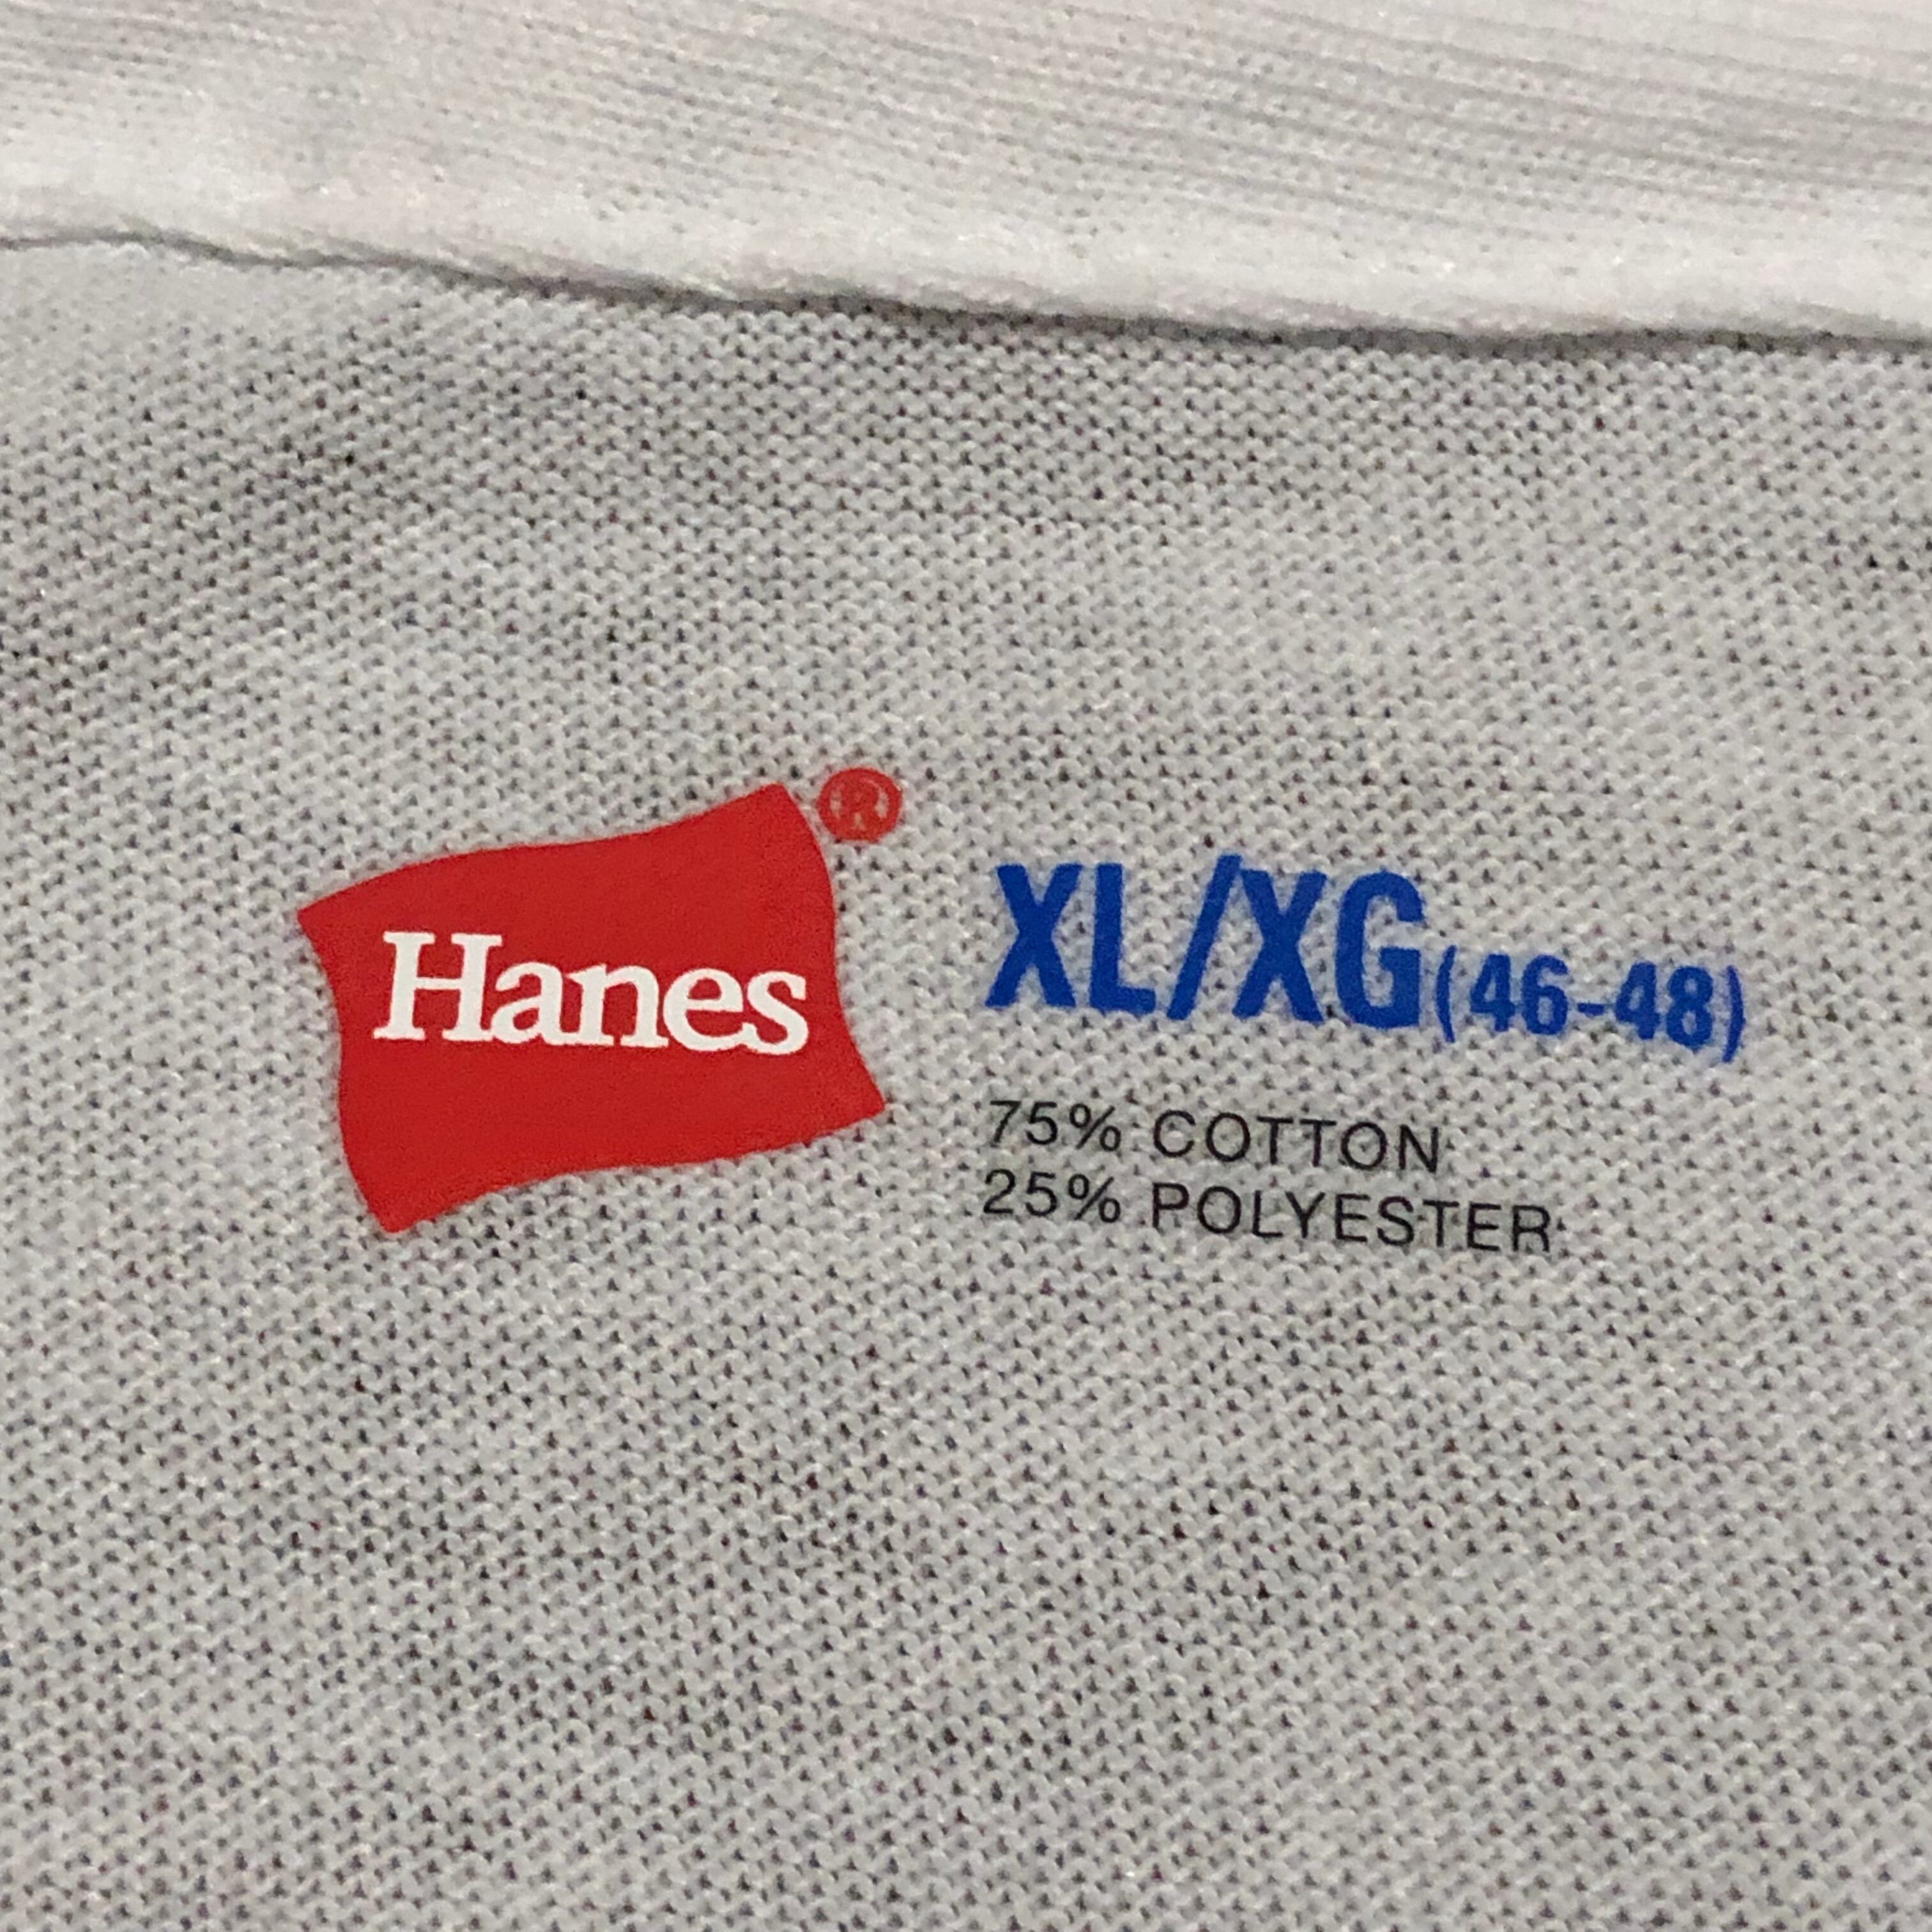 Hanes®
XL/XG(46-48)
75% COTTON
25% POLYESTER